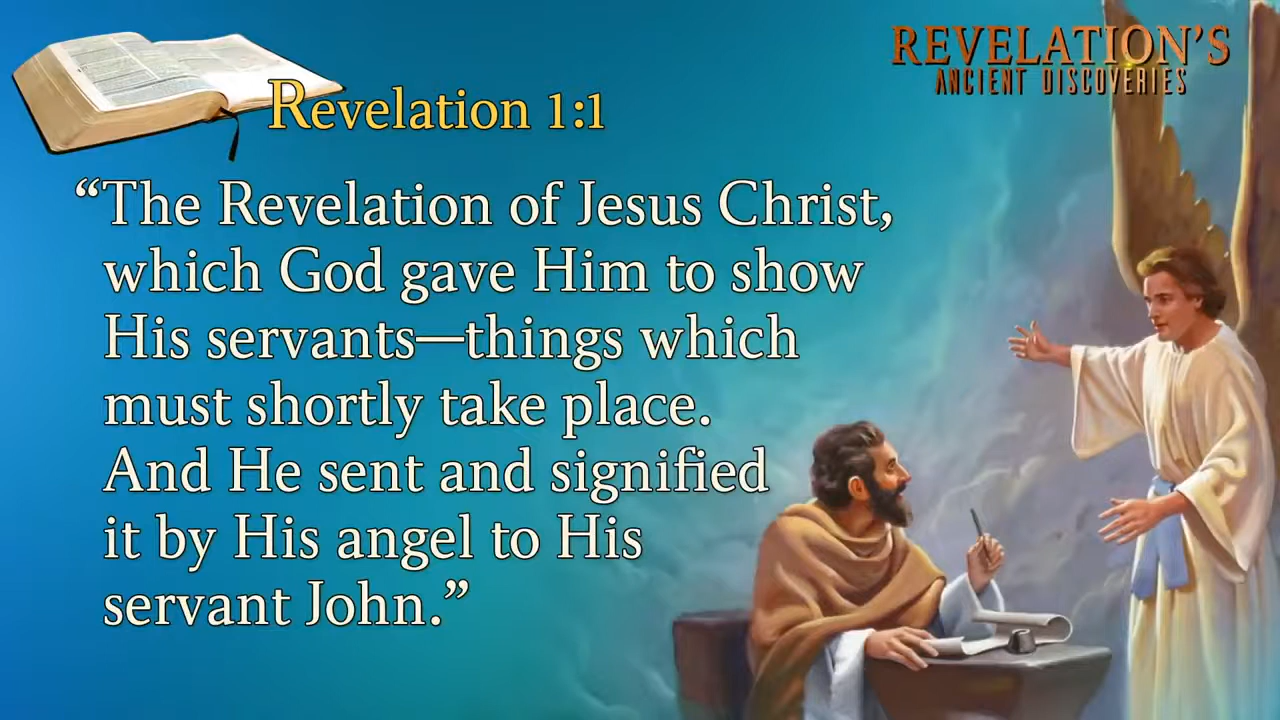 REVELATION'S
ANCIENT DISCOVERIES
Revelation 1:1
“The Revelation of Jesus Christ,
which God gave Him to show
His servants—things which
must shortly take place.
And He sent and signified
it by His angel to His
servant John.”